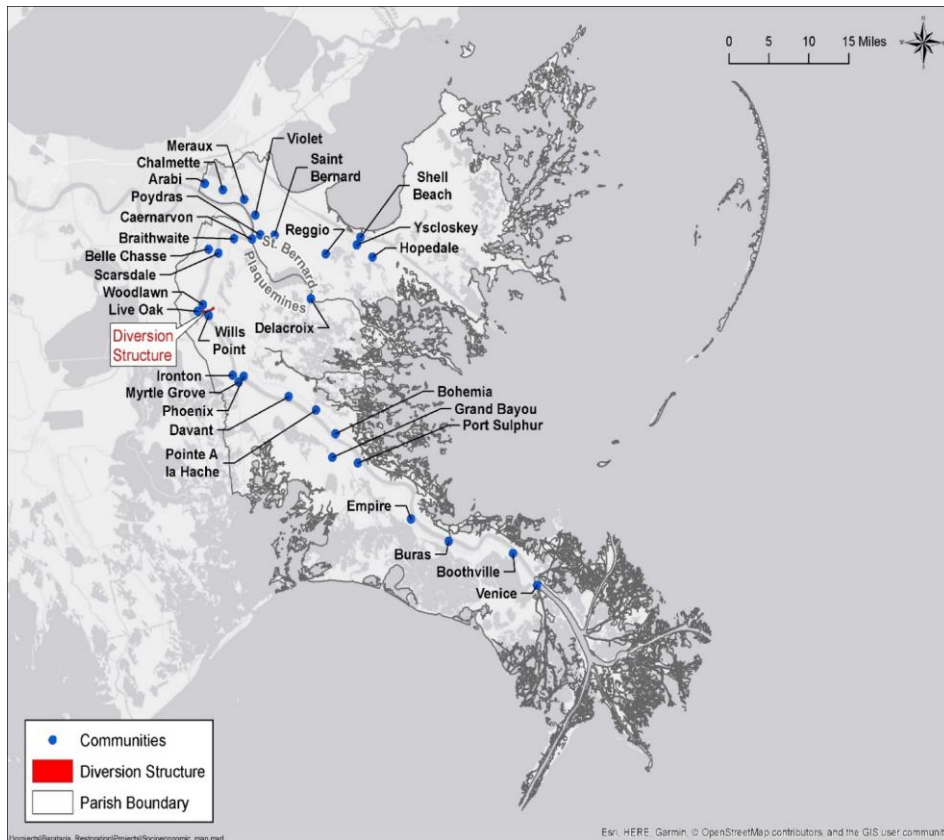 0 5 10 15 Miles
N
Violet
Meraux
Saint
Bernard
Chalmette
Shell
Beach
Arabi
Poydras
Caernarvon
Reggio
Yscloskey
Braithwaite
St. Bernard
Hopedale
Belle Chasse
Plaquemines
Scarsdale
Woodlawn
Live Oak
Delacroix
Diversion
Structure
Wills
Point
Ironton
Myrtle Grove
Bohemia
Phoenix
Grand Bayou
Davant
Port Sulphur
Pointe A
la Hache
Empire
Buras
Boothville
Venice
Communities
Diversion Structure
Parish Boundary
Esri, HERE, Garmin, © OpenStreetMap contributors, and the GIS user community